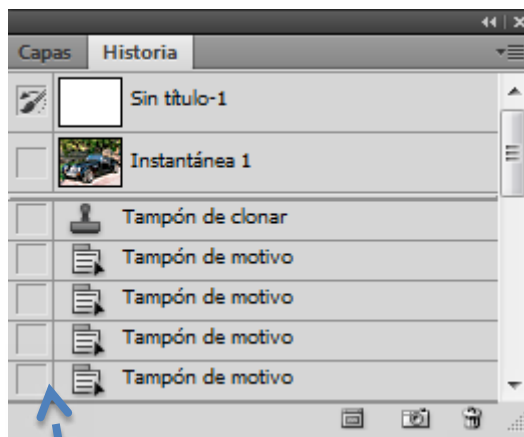 Capas Historia
Sin título-1
Instantánea 1
Tampón de clonar
Tampón de motivo
Tampón de motivo
Tampón de motivo
Tampón de motivo